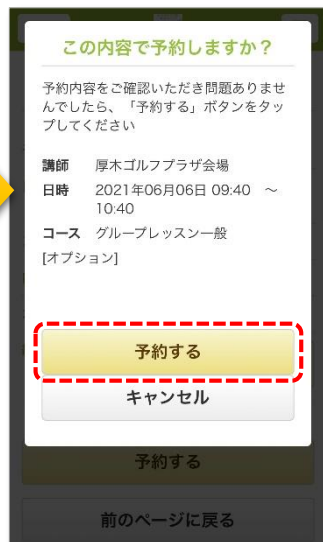 この内容で予約しますか？
予約内容をご確認いただき問題ありませ
んでしたら、「予約する」ボタンをタッ
プしてください
講師 厚木ゴルフプラザ会場
日時 2021年06月06日 09:40 ～
10:40
コース グループレッスン一般
[オプション]
予約する
キャンセル
予約する
前のページに戻る